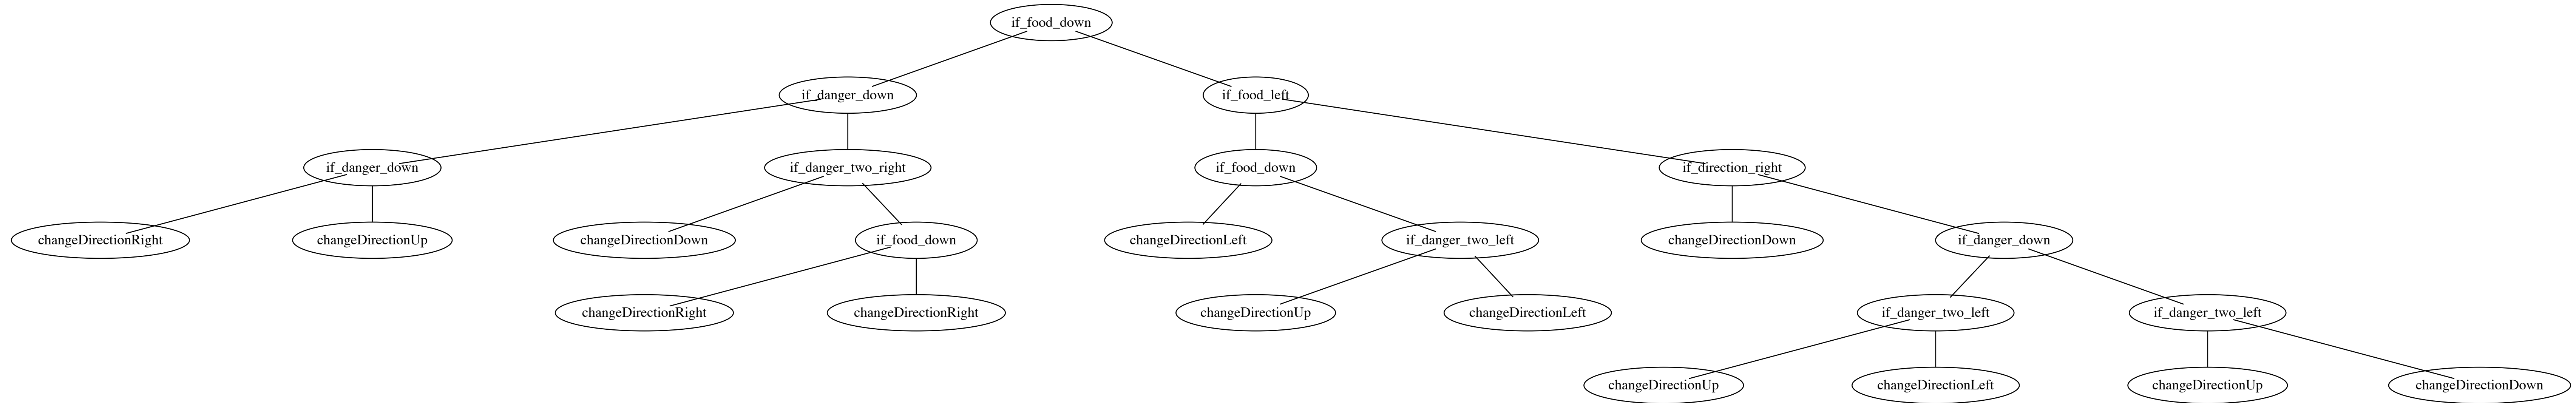 if_food_down
if_danger_down
if_food_left
if_danger_down
if_danger_two_right
if_food_down
if_direction_right
changeDirectionRight
changeDirectionUp
changeDirectionDown
if_food_down
changeDirectionLeft
if_danger_two_left
changeDirectionDown
if_danger_down
changeDirectionRight
changeDirectionRight
changeDirectionUp
changeDirectionLeft
if_danger_two_left
if_danger_two_left
changeDirectionUp
changeDirectionLeft
changeDirectionUp
changeDirectionDown